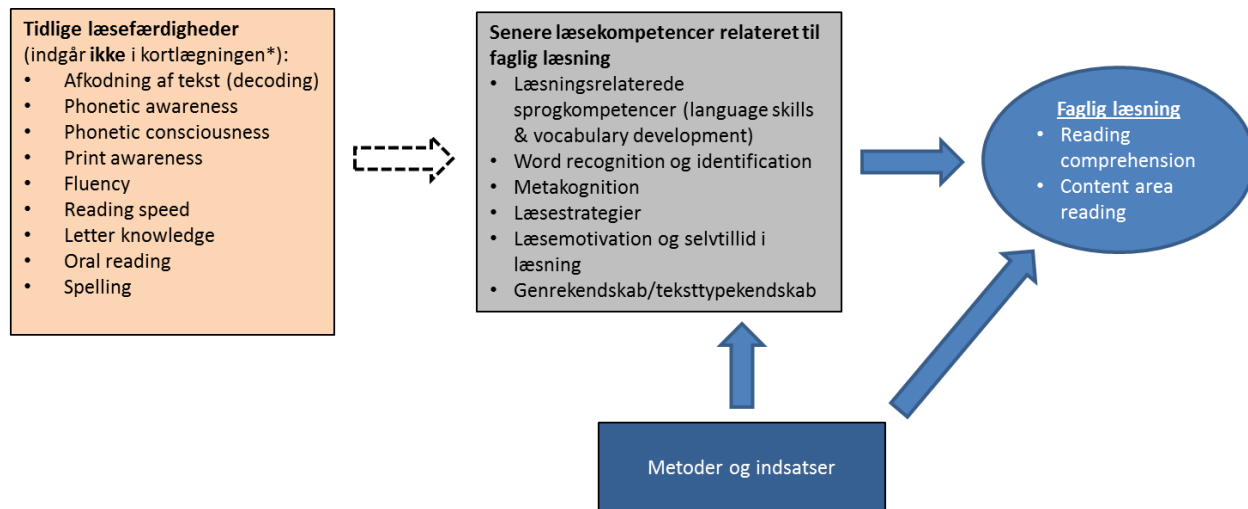 Tidlige læsefærdigheder
(indgår ikke i kortlægningen*):
• Afkodning af tekst (decoding)
• Phonetic awareness
• Phonetic consciousness
• Print awareness
• Fluency
• Reading speed
• Letter knowledge
• Oral reading
• Spelling
Senere læsekompetencer relateret til
faglig læsning
• Læsningsrelaterede
sprogkompetencer (language skills
& vocabulary development)
• Word recognition og identification
• Metakognition
• Læsestrategier
• Læsemotivation og selvtillid i
læsning
• Genrekendskab/teksttypekendskab
Faglig læsning
• Reading
comprehension
• Content area
reading
Metoder og indsatser